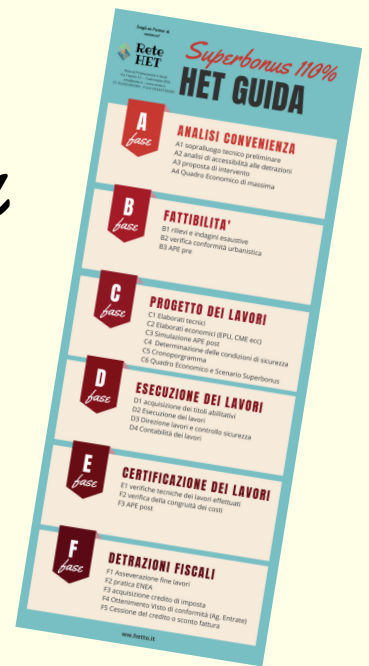 Scegli un Partner di
Rete
HET
Superbonus 110%
HET GUIDA
A
fase
ANALISI CONVENIENZA
A1 sopralluogo tecnico preliminare
A2 analisi di accessibilità alle detrazioni
A3 proposta di intervento
A4 Quadro Economico di massima
B
fase
FATTIBILITA'
B1 rilievi e indagini esaustive
B2 verifica conformità urbanistica
B3 APE pre
C
fase
PROGETTO DEI LAVORI
C1 Elaborati tecnici
C2 Elaborati economici (EPU, CME ecc)
C3 Simulazione APE post
C4 Determinazione delle condizioni di sicurezza
C5 Cronoporgramma
C6 Quadro Economico e Scenario Superbonus
D
fase
ESECUZIONE DEI LAVORI
D1 acquisizione dei titoli abilitativi
D2 Esecuzione dei lavori
D3 Direzione lavori e controllo sicurezza
D4 Contabilità dei lavori
E
fase
CERTIFICAZIONE DEI LAVORI
E1 verifiche tecniche dei lavori effettuati
F2 verifica della congruità dei costi
F3 APE post
F
fase
DETRAZIONI FISCALI
F1 Asseverazione fine lavori
F2 pratica ENEA
F3 acquisizione credito di imposta
F4 Ottenimento Visto di conformità (Ag. Entrate)
F5 Cessione del credito o sconto fattura